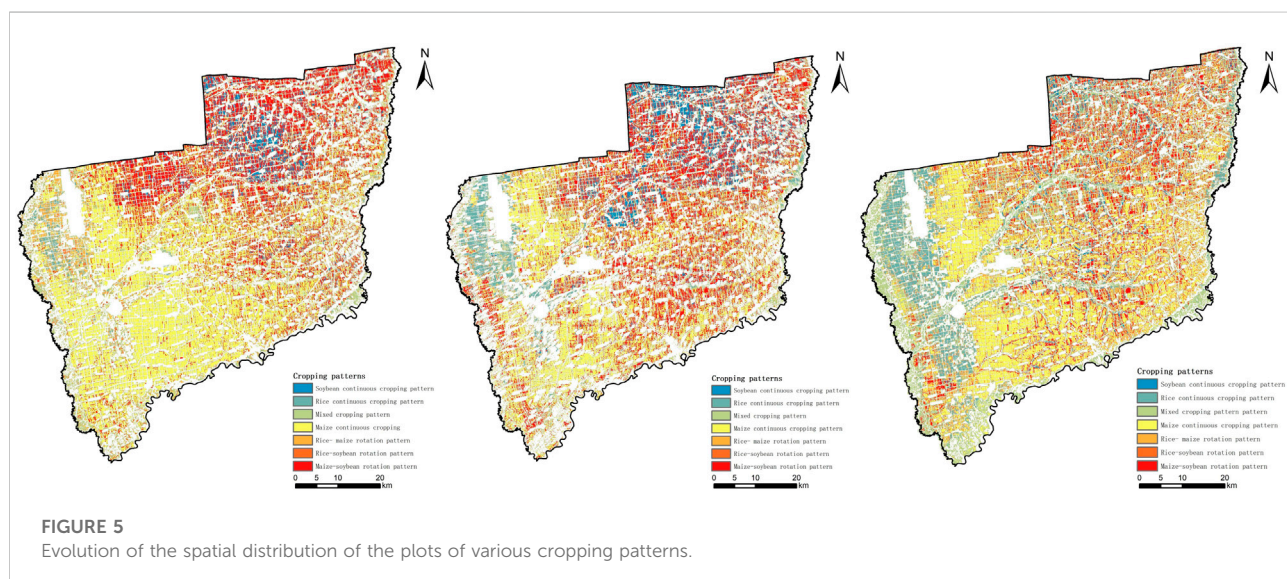 N
Cropping patterns
Soybean continuous cropping pattern
Rice continuous cropping pattern
Mixed cropping pattern
Maize continuous cropping
Rice- maize rotation pattern
Rice-soybean rotation pattern
Maize-soybean rotation pattern
0 5 10 20
km
N
Cropping patterns
Soybean continuous cropping pattern
Rice continuous cropping pattern
Mixed cropping pattern
Maize continuous cropping pattern
Rice- maize rotation pattern
Rice-soybean rotation pattern
Maize-soybean rotation pattern
0 5 10 20
km
N
Cropping patterns
Soybean continuous cropping pattern
Rice continuous cropping pattern
Mixed cropping pattern pattern
Maize continuous cropping pattern
Rice- maize rotation pattern
Rice-soybean rotation pattern
Maize-soybean rotation pattern
0 5 10 20
km
FIGURE 5
Evolution of the spatial distribution of the plots of various cropping patterns.